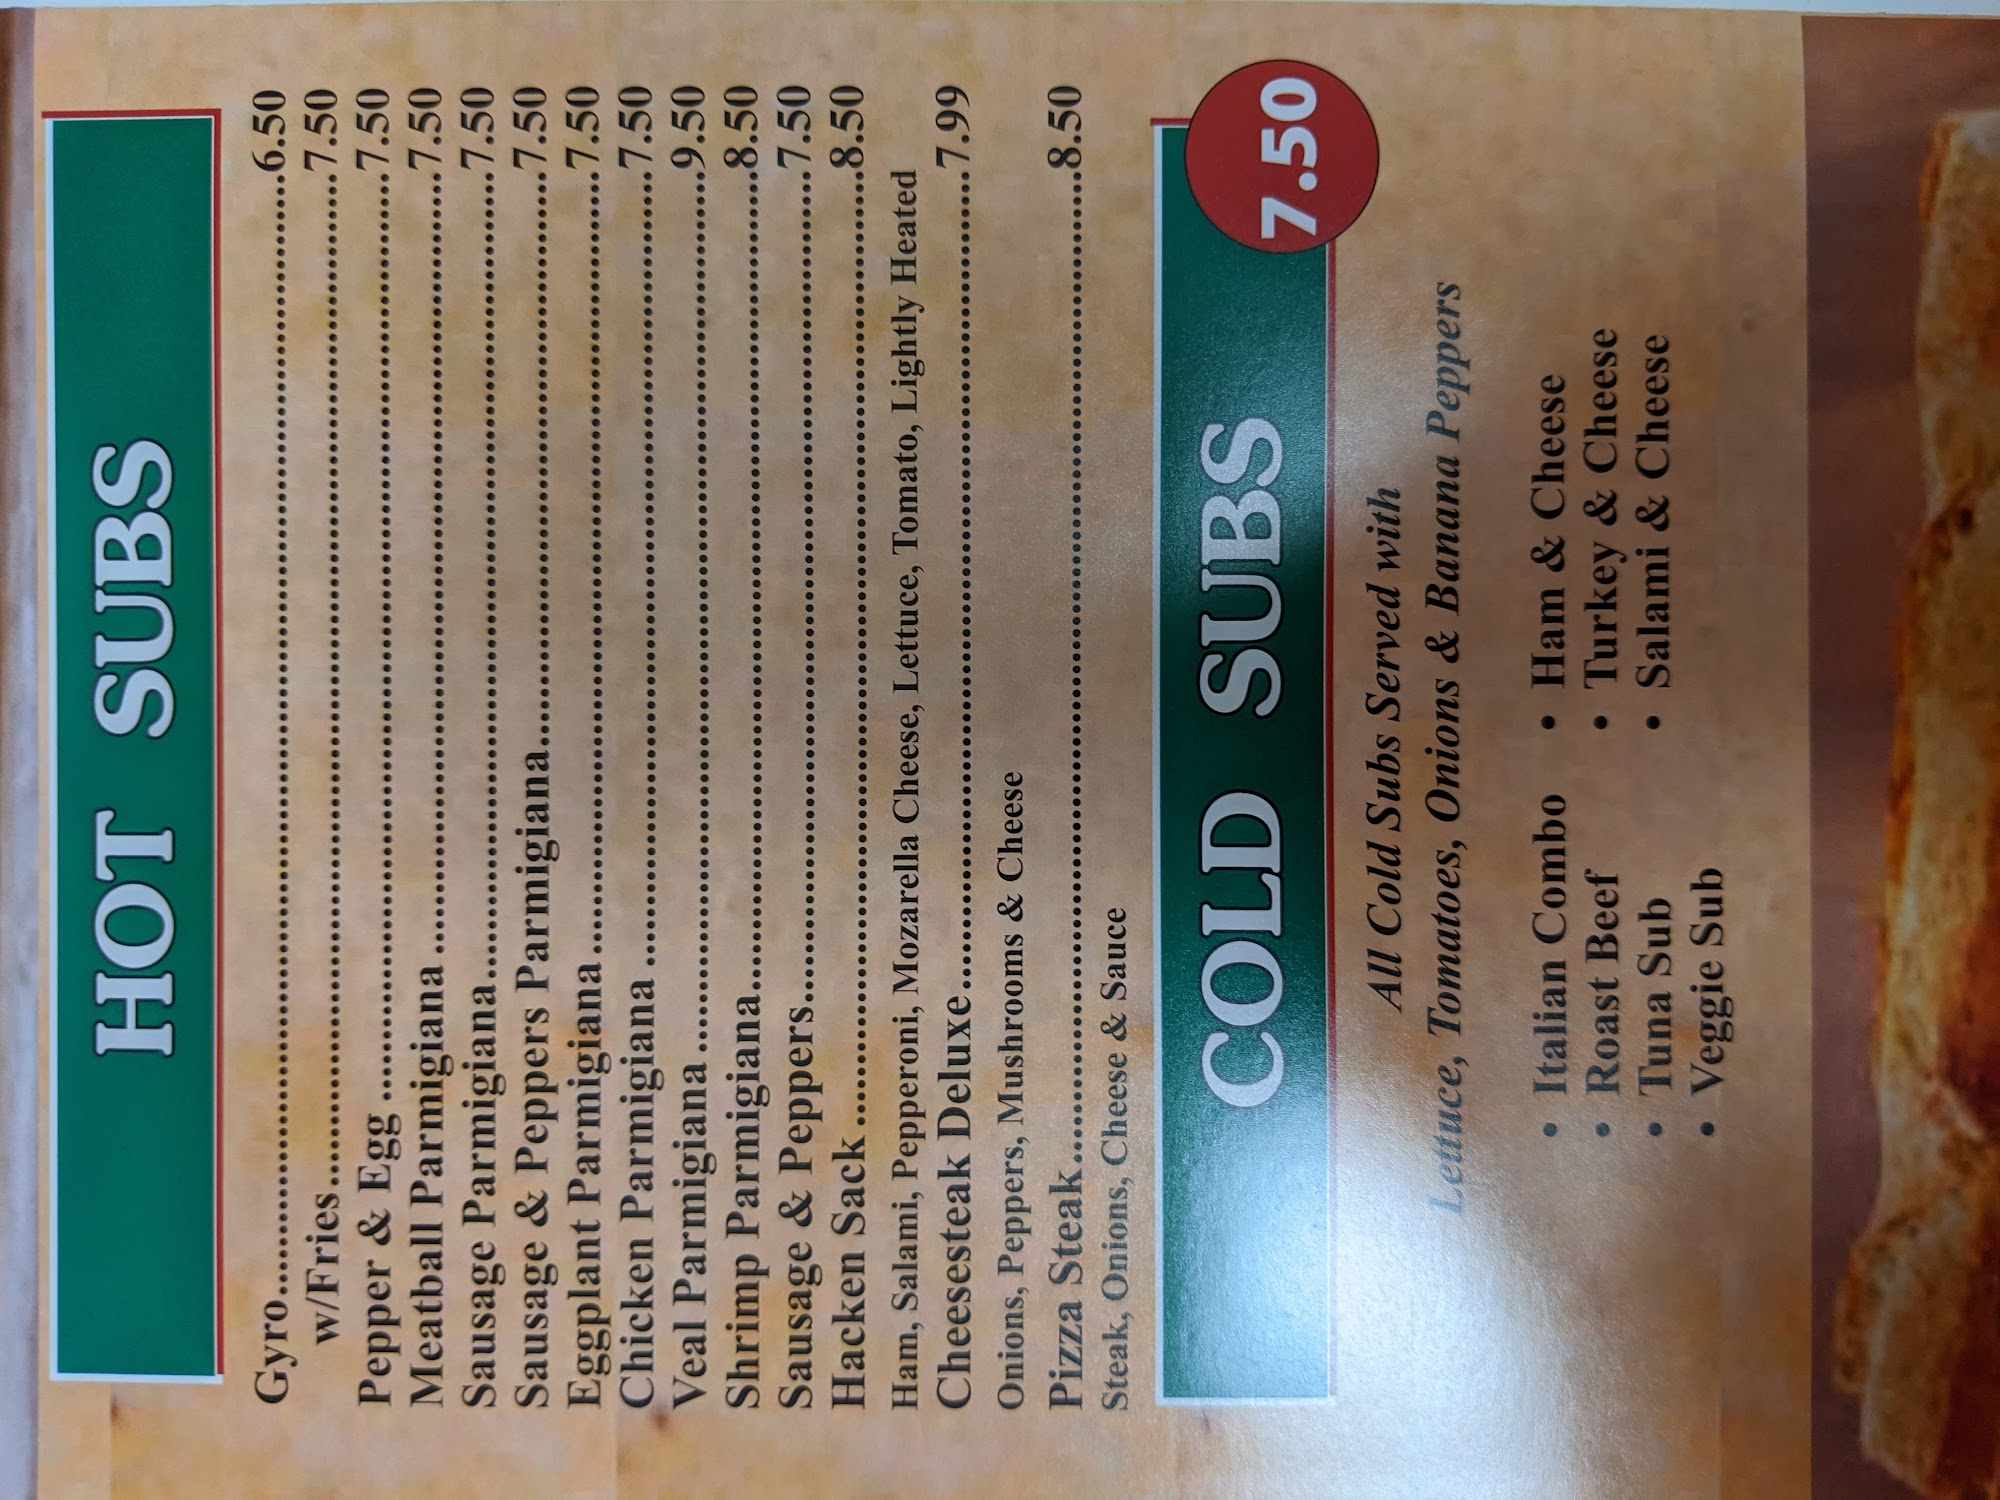 HOT SUBS
Gyro...............6.50
w/Fries...............7.50
Pepper & Egg...............7.50
Meatball Parmigiana...............7.50
Sausage Parmigiana...............7.50
Sausage & Peppers Parmigiana...............7.50
Eggplant Parmigiana...............7.50
Chicken Parmigiana...............7.50
Veal Parmigiana...............9.50
Shrimp Parmigiana...............8.50
Sausage & Peppers...............7.50
Hacken Sack...............8.50
Ham, Salami, Pepperoni, Mozarella Cheese, Lettuce, Tomato, Lightly Heated
Cheesesteak Deluxe...............7.99
Onions, Peppers, Mushrooms & Cheese
Pizza Steak...............8.50
Steak, Onions, Cheese & Sauce
COLD SUBS 7.50
All Cold Subs Served with
Lettuce, Tomatoes, Onions & Banana Peppers
• Italian Combo • Ham & Cheese
• Roast Beef • Turkey & Cheese
• Tuna Sub • Salami & Cheese
• Veggie Sub